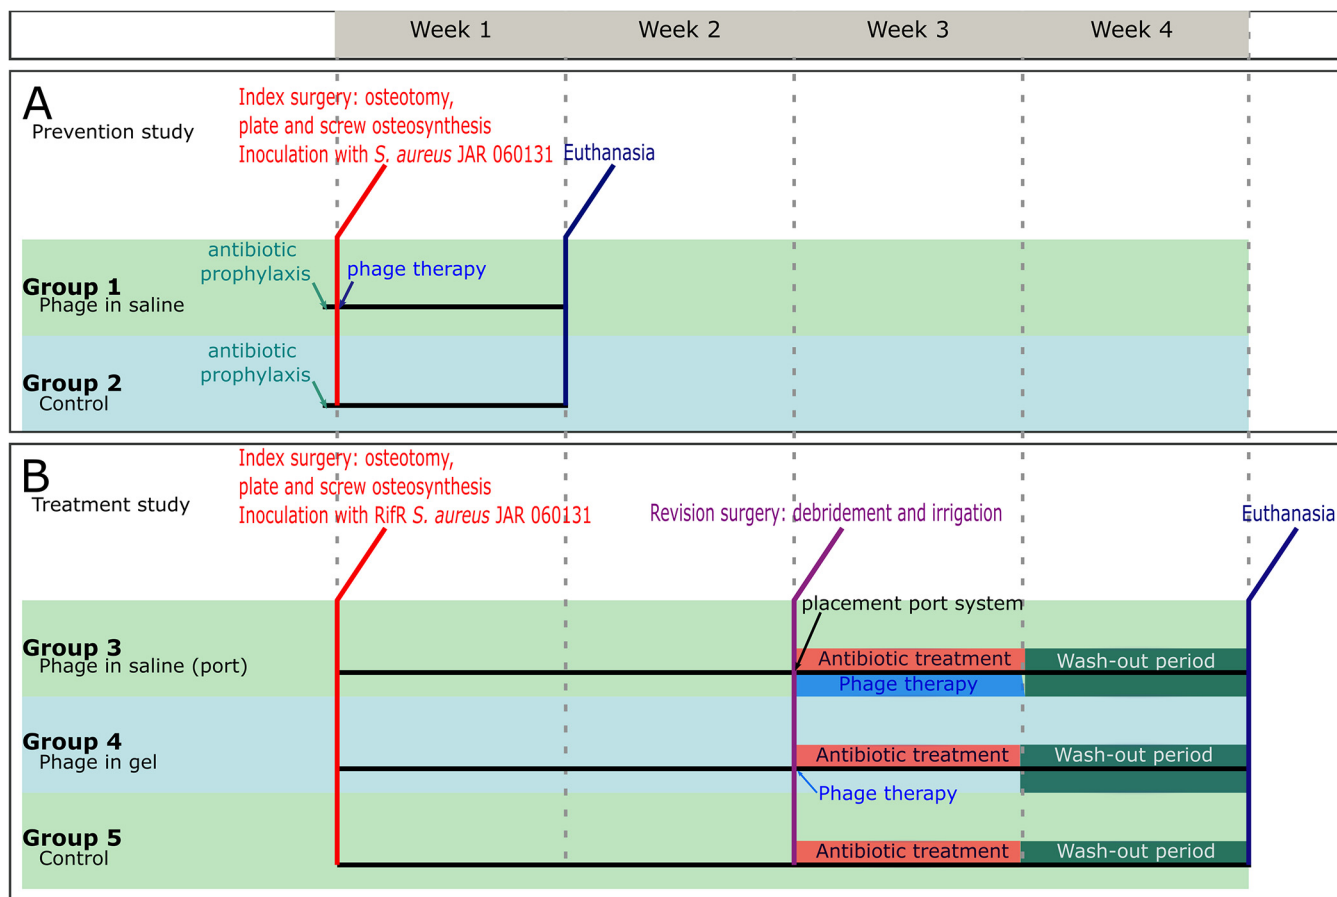 Week 1 Week 2 Week 3 Week 4
A
Prevention study
Index surgery: osteotomy,
plate and screw osteosynthesis
Inoculation with S. aureus JAR 060131
Euthanasia
antibiotic
prophylaxis
phage therapy
Group 1
Phage in saline
antibiotic
prophylaxis
Group 2
Control
B
Treatment study
Index surgery: osteotomy,
plate and screw osteosynthesis
Inoculation with RifR S. aureus JAR 060131
Revision surgery: debridement and irrigation
Euthanasia
placement port system
Group 3
Phage in saline (port)
Antibiotic treatment
Wash-out period
Phage therapy
Group 4
Phage in gel
Antibiotic treatment
Wash-out period
Phage therapy
Group 5
Control
Antibiotic treatment
Wash-out period